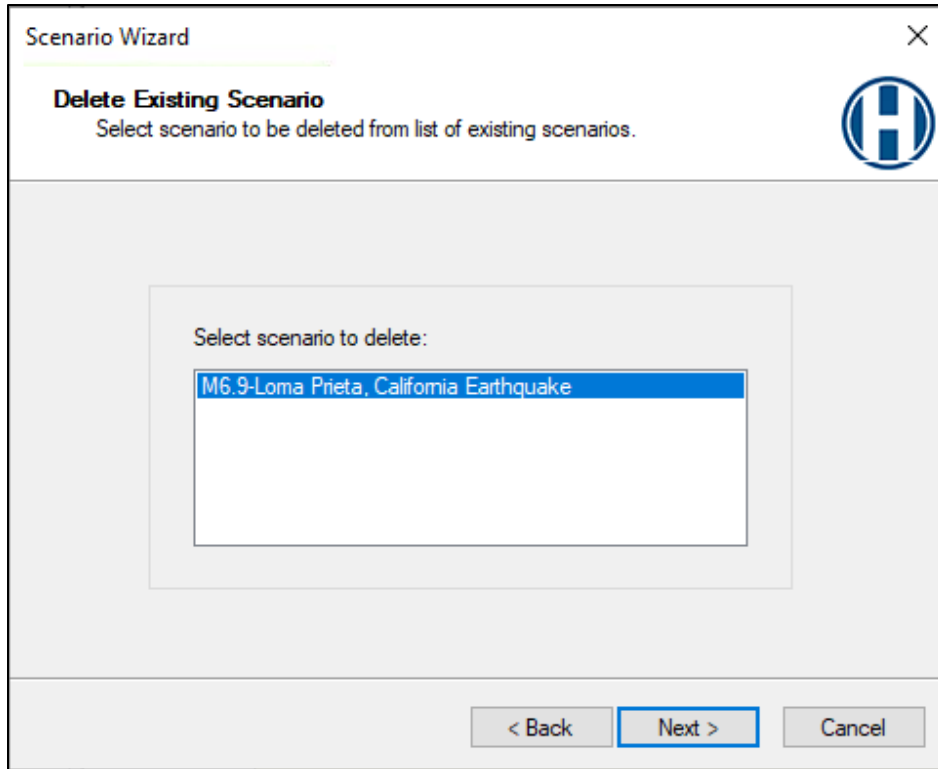 Scenario Wizard
Delete Existing Scenario
Select scenario to be deleted from list of existing scenarios.
Select scenario to delete:
M6.9-Loma Prieta, California Earthquake
< Back
Next >
Cancel